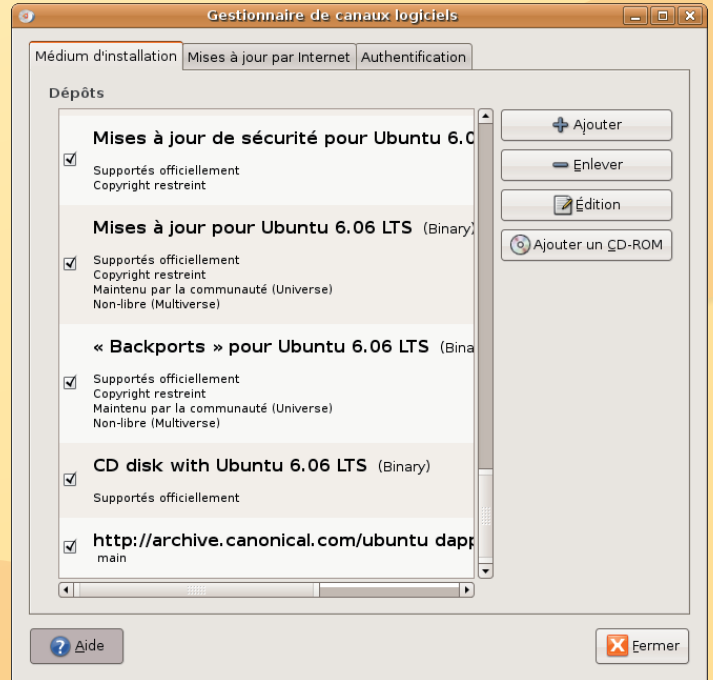 Gestionnaire de canaux logiciels
Médium d'installation
Mises à jour par Internet
Authentification
Dépôts
Mises à jour de sécurité pour Ubuntu 6.0
Supportés officiellement
Copyright restreint
Mises à jour pour Ubuntu 6.06 LTS (Binary)
Supportés officiellement
Copyright restreint
Maintenu par la communauté (Universe)
Non-libre (Multiverse)
« Backports » pour Ubuntu 6.06 LTS (Bina
Supportés officiellement
Copyright restreint
Maintenu par la communauté (Universe)
Non-libre (Multiverse)
CD disk with Ubuntu 6.06 LTS (Binary)
Supportés officiellement
http://archive.canonical.com/ubuntu dapp
main
Ajouter
Enlever
Édition
Ajouter un CD-ROM
Aide
Fermer